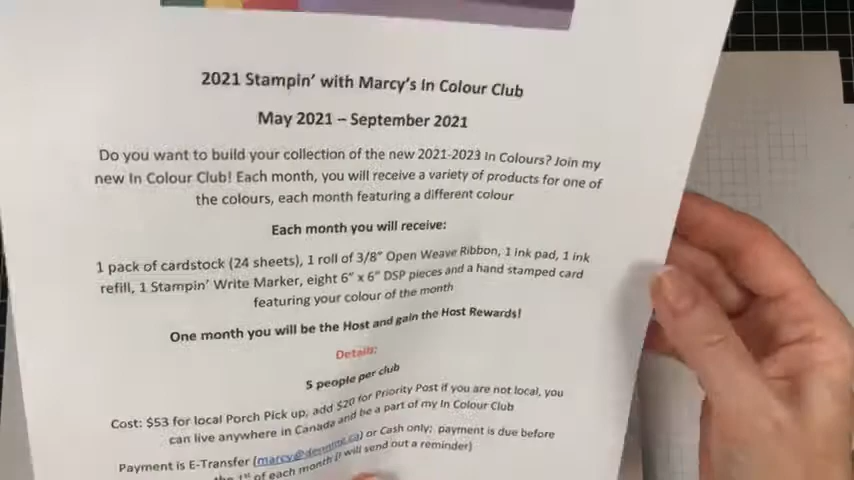 2021 Stampin' with Marcy's In Colour Club
May 2021 – September 2021
Do you want to build your collection of the new 2021-2023 In Colours? Join my
new In Colour Club! Each month, you will receive a variety of products for one of
the colours, each month featuring a different colour
Each month you will receive:
1 pack of cardstock (24 sheets), 1 roll of 3/8" Open Weave Ribbon, 1 ink pad, 1 ink
refill, 1 Stampin' Write Marker, eight 6" x 6" DSP pieces and a hand stamped card
featuring your colour of the month
One month you will be the Host and gain the Host Rewards!
Details:
5 people per club
Cost: $53 for local Porch Pick up, add $20 for Priority Post if you are not local, you
can live anywhere in Canada and be a part of my In Colour Club
Payment is E-Transfer ( or Cash only; payment is due before
the 1st of each month (I will send out a reminder)